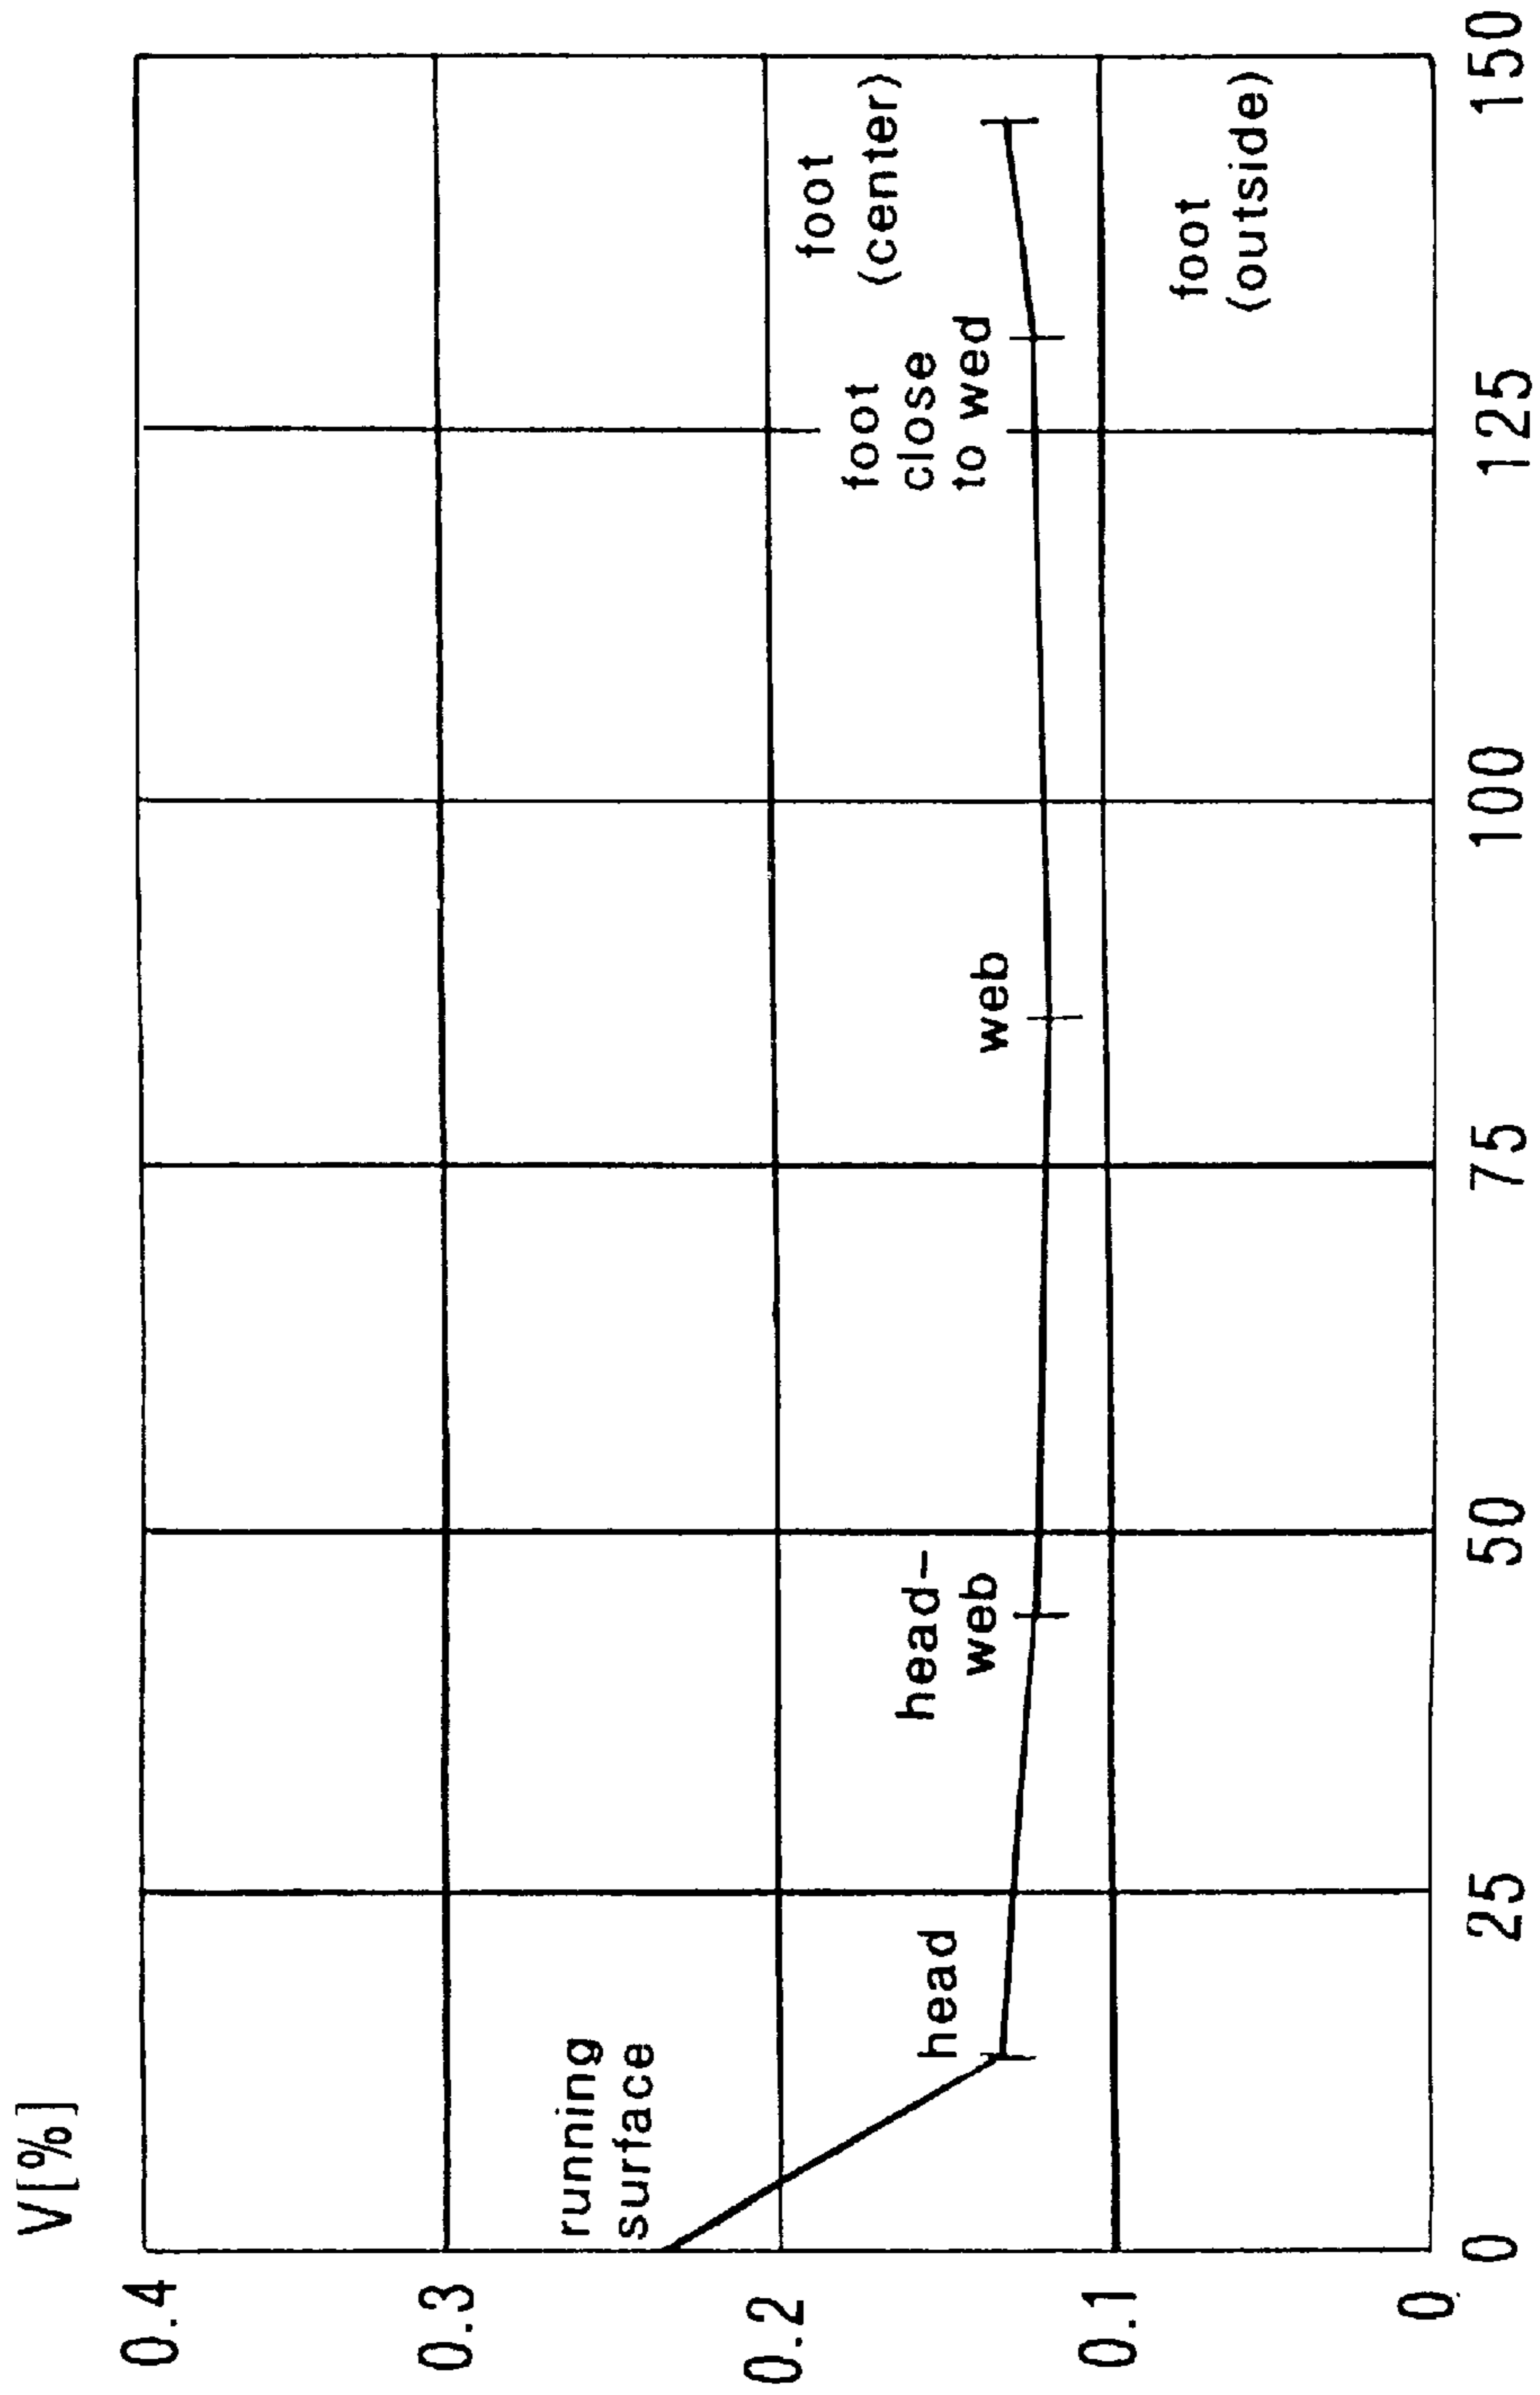 V[%]
0.4
0.3
0.2
0.1
0
running
surface
head
head-
web
web
foot
close
to wed
foot
(center)
foot
(outside)
0
25
50
75
100
125
150